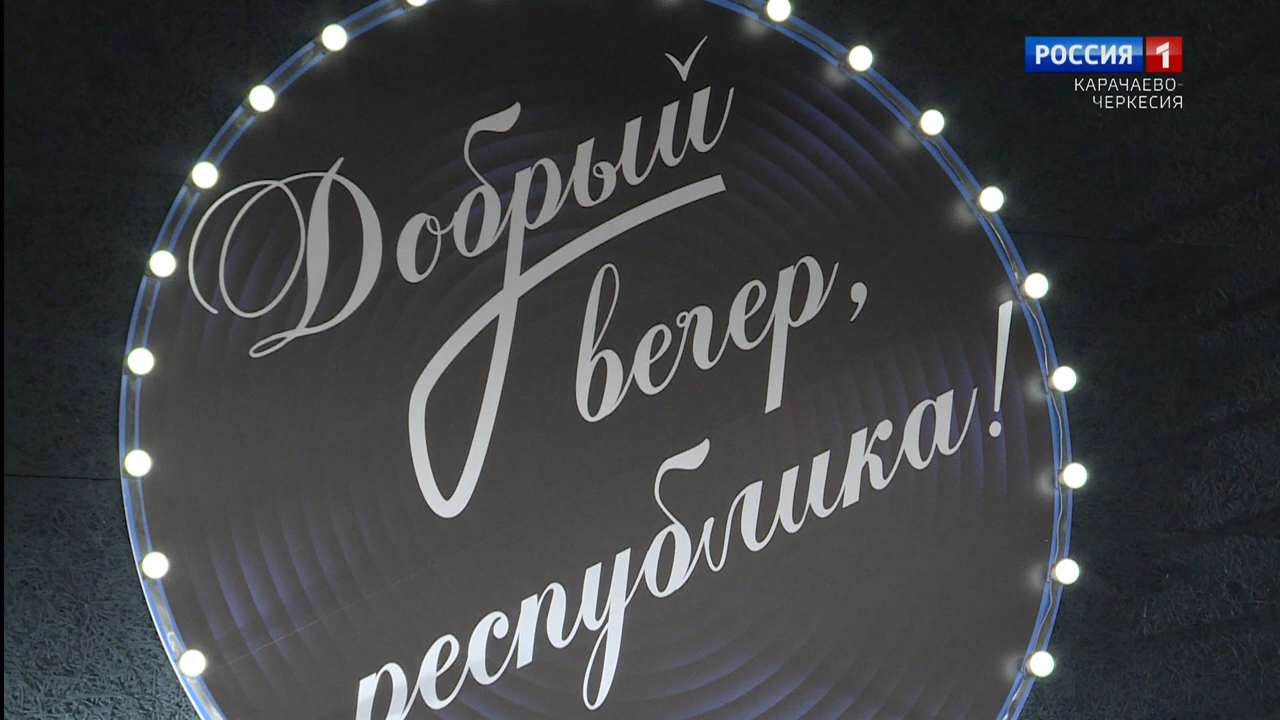 РОССИЯ 1
КАРАЧАЕВО-
ЧЕРКЕСИЯ
Добрый
вечер,
республика!